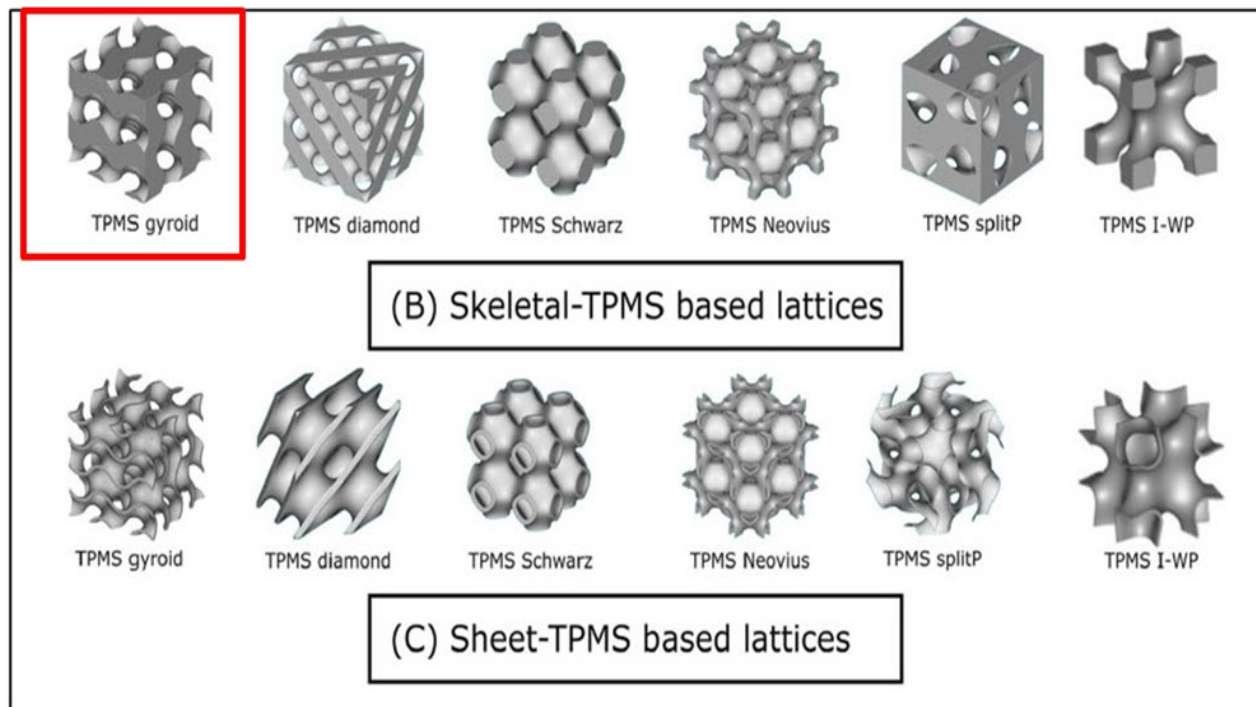 TPMS gyroid TPMS diamond TPMS Schwarz TPMS Neovius TPMS splitP TPMS I-WP
(B) Skeletal-TPMS based lattices
TPMS gyroid TPMS diamond TPMS Schwarz TPMS Neovius TPMS splitP TPMS I-WP
(C) Sheet-TPMS based lattices